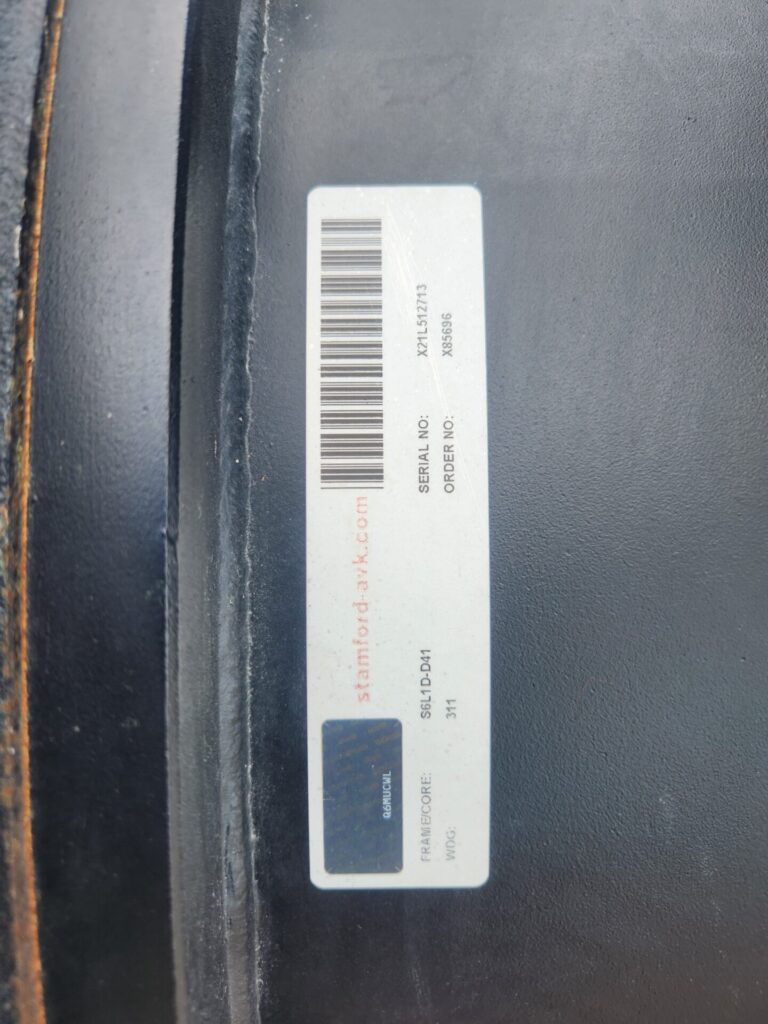 Q6MUCWL
stamford-avk.com
FRAME/CORE: S6L1D-D41 SERIAL NO: X21L512713
WDG: 311 ORDER NO: X85696